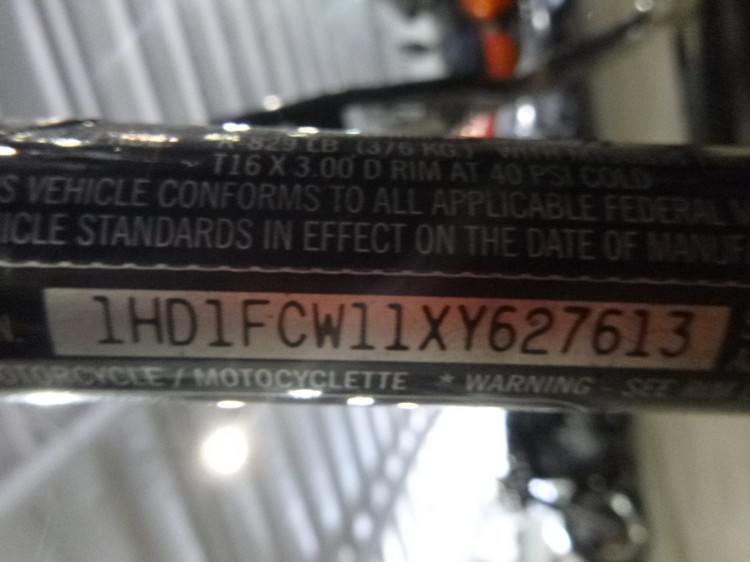 829 LB (376 KG)
T16 X 3.00 D RIM AT 40 PSI COLD
S VEHICLE CONFORMS TO ALL APPLICABLE FEDERAL
ICLE STANDARDS IN EFFECT ON THE DATE OF MANUF
1HD1FCW11XY627613
OTORCYCLE / MOTOCYCLETTE * WARNING - SEE